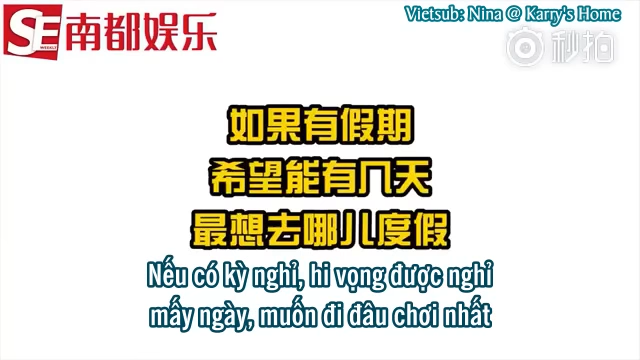 Vietsub: Nina @ Karry's Home
SE WEEKLY 南都娱乐
秒拍
如果有假期
希望能有几天
最想去哪儿度假
Nếu có kỳ nghỉ, hi vọng được nghỉ
mấy ngày, muốn đi đâu chơi nhất